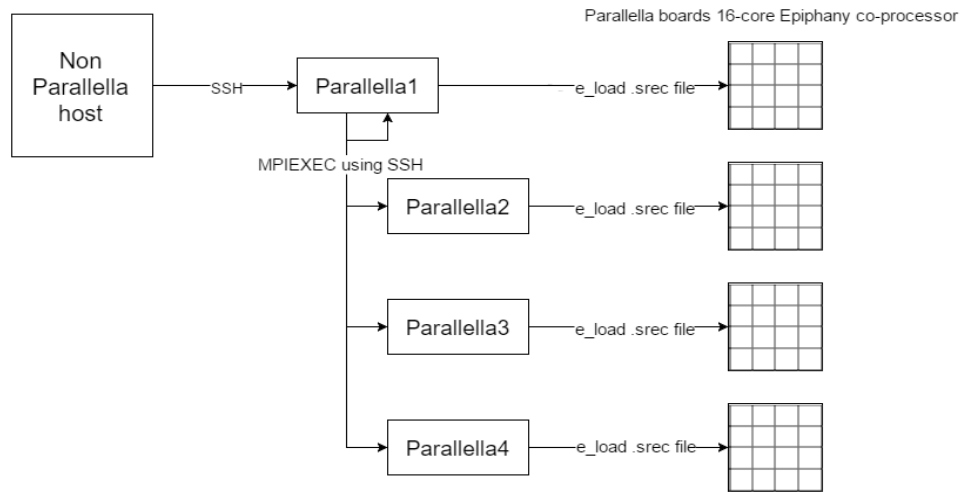 Parallella boards 16-core Epiphany co-processor
Non
Parallella
host
SSH
Parallella1
e_load .srec file
MPIEXEC using SSH
Parallella2
e_load .srec file
Parallella3
e_load .srec file
Parallella4
e_load .srec file